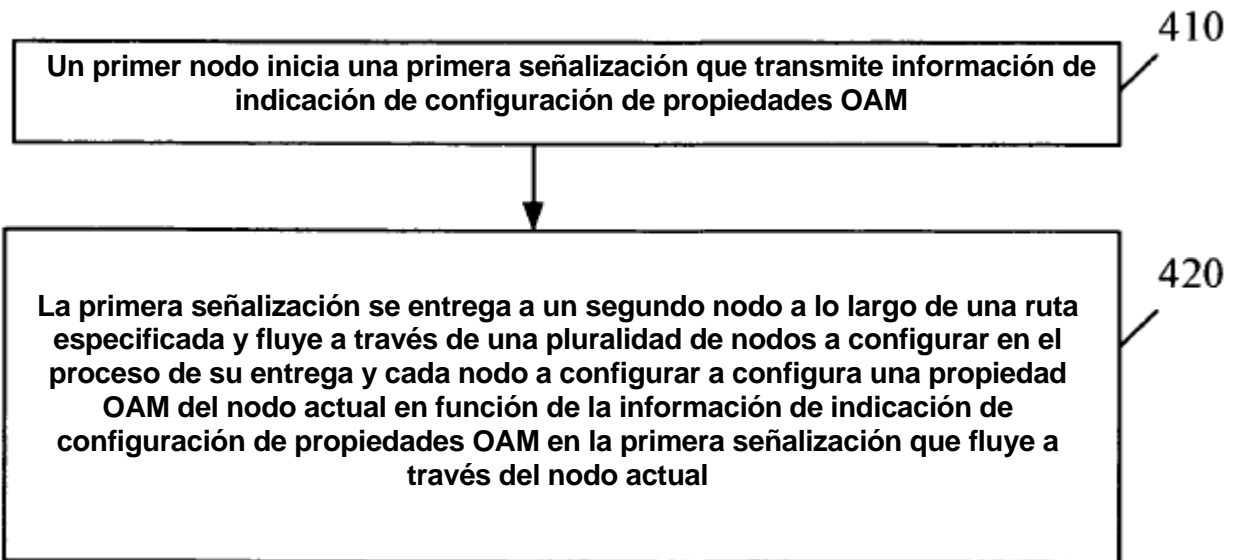 410
Un primer nodo inicia una primera señalización que transmite información de
indicación de configuración de propiedades OAM
420
La primera señalización se entrega a un segundo nodo a lo largo de una ruta
especificada y fluye a través de una pluralidad de nodos a configurar en el
proceso de su entrega y cada nodo a configurar a configura una propiedad
OAM del nodo actual en función de la información de indicación de
configuración de propiedades OAM en la primera señalización que fluye a
través del nodo actual